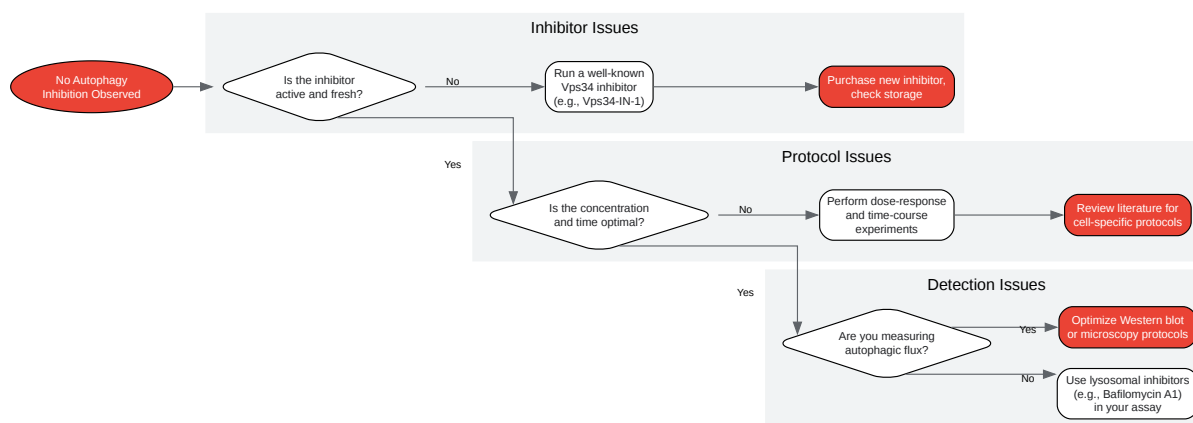 Inhibitor Issues
No Autophagy
Inhibition Observed
Is the inhibitor
active and fresh?
No
Run a well-known
Vps34 inhibitor
(e.g., Vps34-IN-1)
Purchase new inhibitor,
check storage
Yes
Protocol Issues
Is the concentration
and time optimal?
No
Perform dose-response
and time-course
experiments
Review literature for
cell-specific protocols
Yes
Detection Issues
Are you measuring
autophagic flux?
Yes
Optimize Western blot
or microscopy protocols
No
Use lysosomal inhibitors
(e.g., Bafilomycin A1)
in your assay